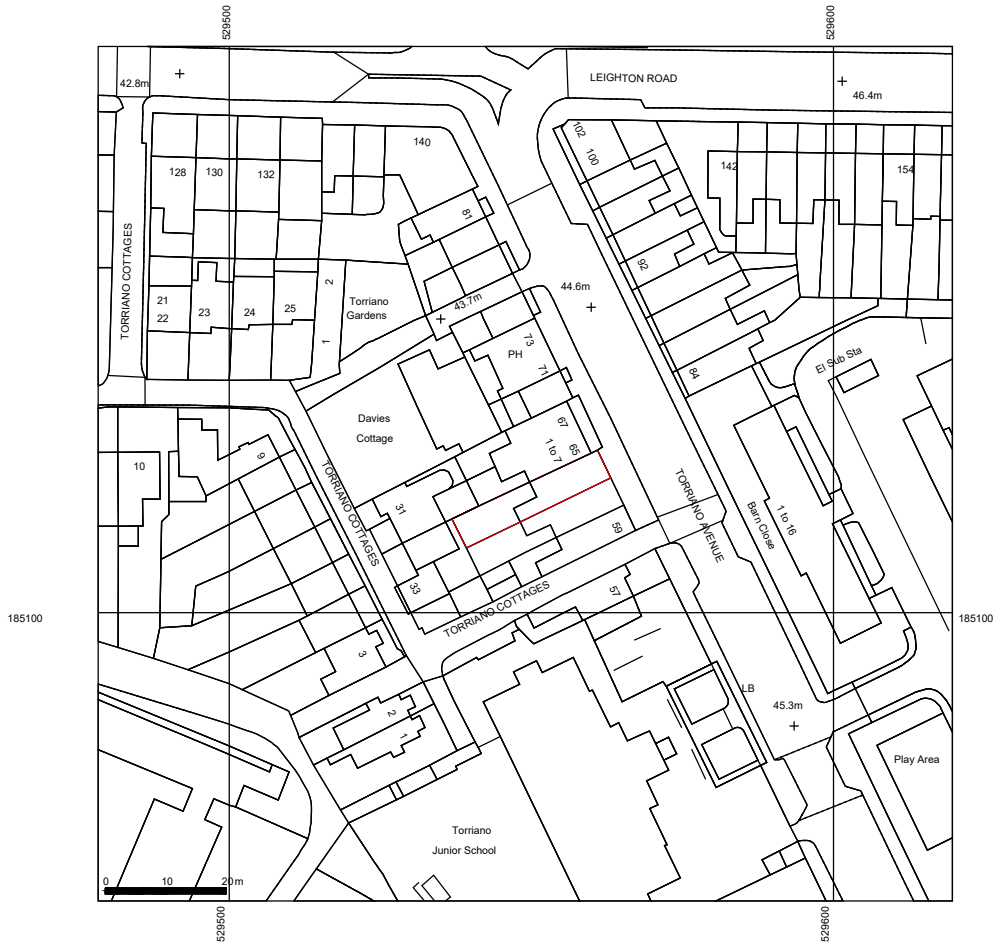 529500
529600
42.8m
LEIGHTON ROAD
46.4m
102
100
140
128
130
132
142
154
81
92
TORRIANO COTTAGES
21
22
23
24
25
2
1
Torriano
Gardens
43.7m
44.6m
73
PH
71
84
El Sub Sta
Davies
Cottage
67
65
1 to 7
10
9
TORRIANO COTTAGES
31
33
59
TORRIANO AVENUE
Barn Close
1 to 16
57
TORRIANO COTTAGES
185100
185100
3
2
1
LB
45.3m
Play Area
Torriano
Junior School
0 10 20m
529500
529600